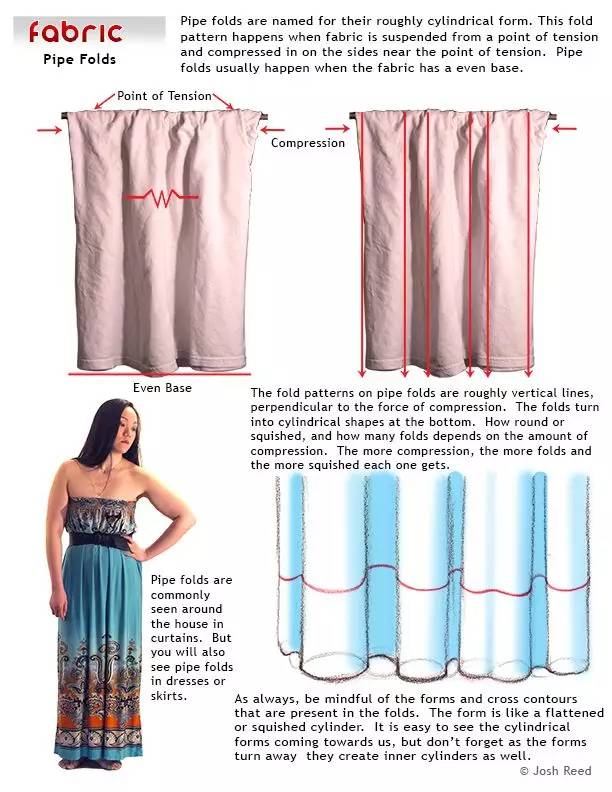 fabric
Pipe Folds
Pipe folds are named for their roughly cylindrical form. This fold
pattern happens when fabric is suspended from a point of tension
and compressed in on the sides near the point of tension. Pipe
folds usually happen when the fabric has a even base.
Point of Tension
Compression
Even Base
The fold patterns on pipe folds are roughly vertical lines,
perpendicular to the force of compression. The folds turn
into cylindrical shapes at the bottom. How round or
squished, and how many folds depends on the amount of
compression. The more compression, the more folds and
the more squished each one gets.
Pipe folds are
commonly
seen around
the house in
curtains. But
you will also
see pipe folds
in dresses or
skirts.
As always, be mindful of the forms and cross contours
that are present in the folds. The form is like a flattened
or squished cylinder. It is easy to see the cylindrical
forms coming towards us, but don't forget as the forms
turn away they create inner cylinders as well.
© Josh Reed